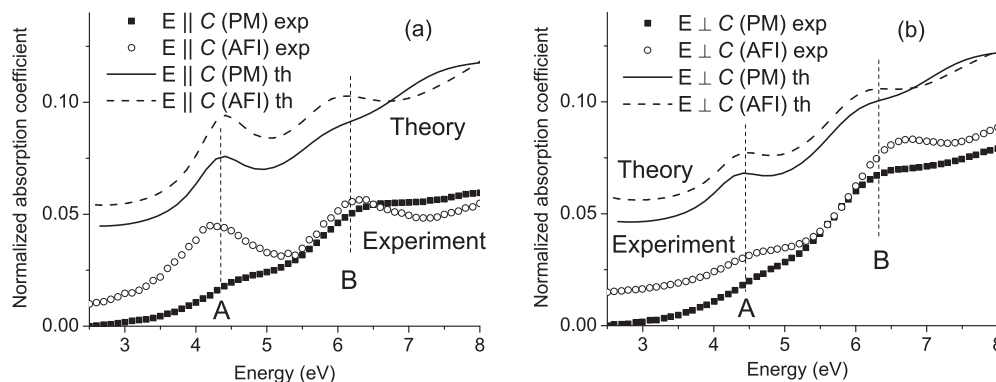 E || C (PM) exp
E || C (AFI) exp
E || C (PM) th
E || C (AFI) th
(a)
Theory
Experiment
A
B
0.10
0.05
0.00
3 4 5 6 7 8
Energy (eV)
Normalized absorption coefficient
E ⊥ C (PM) exp
E ⊥ C (AFI) exp
E ⊥ C (PM) th
E ⊥ C (AFI) th
(b)
Theory
Experiment
A
B
0.10
0.05
0.00
3 4 5 6 7 8
Energy (eV)
Normalized absorption coefficient